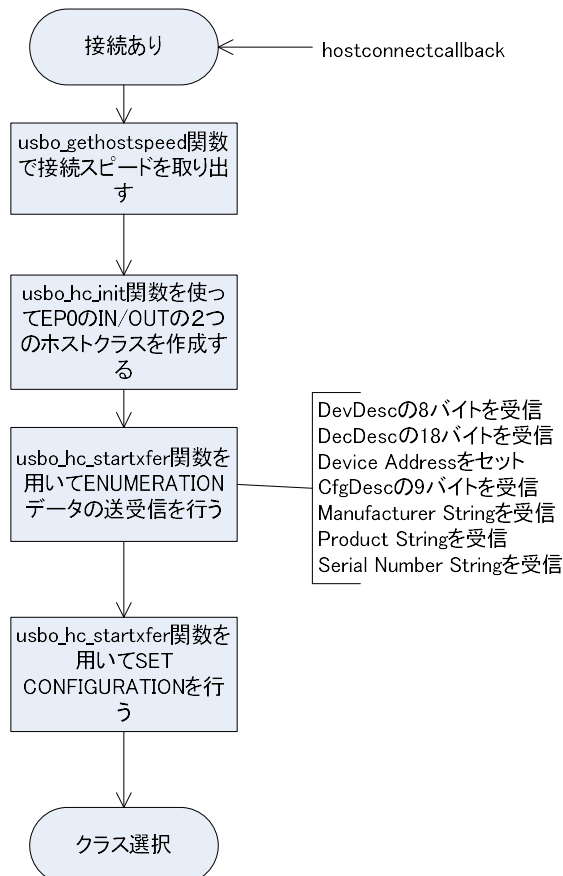 接続あり
hostconnectcallback
usbo_gethostspeed関数
で接続スピードを取り出
す
usbo_hc_init関数を使っ
てEP0のIN/OUTの２つ
のホストクラスを作成す
る
usbo_hc_startxfer関数を
用いてENUMERATION
データの送受信を行う
DevDescの8バイトを受信
DecDescの18バイトを受信
Device Addressをセット
CfgDescの9バイトを受信
Manufacturer Stringを受信
Product Stringを受信
Serial Number Stringを受信
usbo_hc_startxfer関数を
用いてSET
CONFIGURATIONを行
う
クラス選択